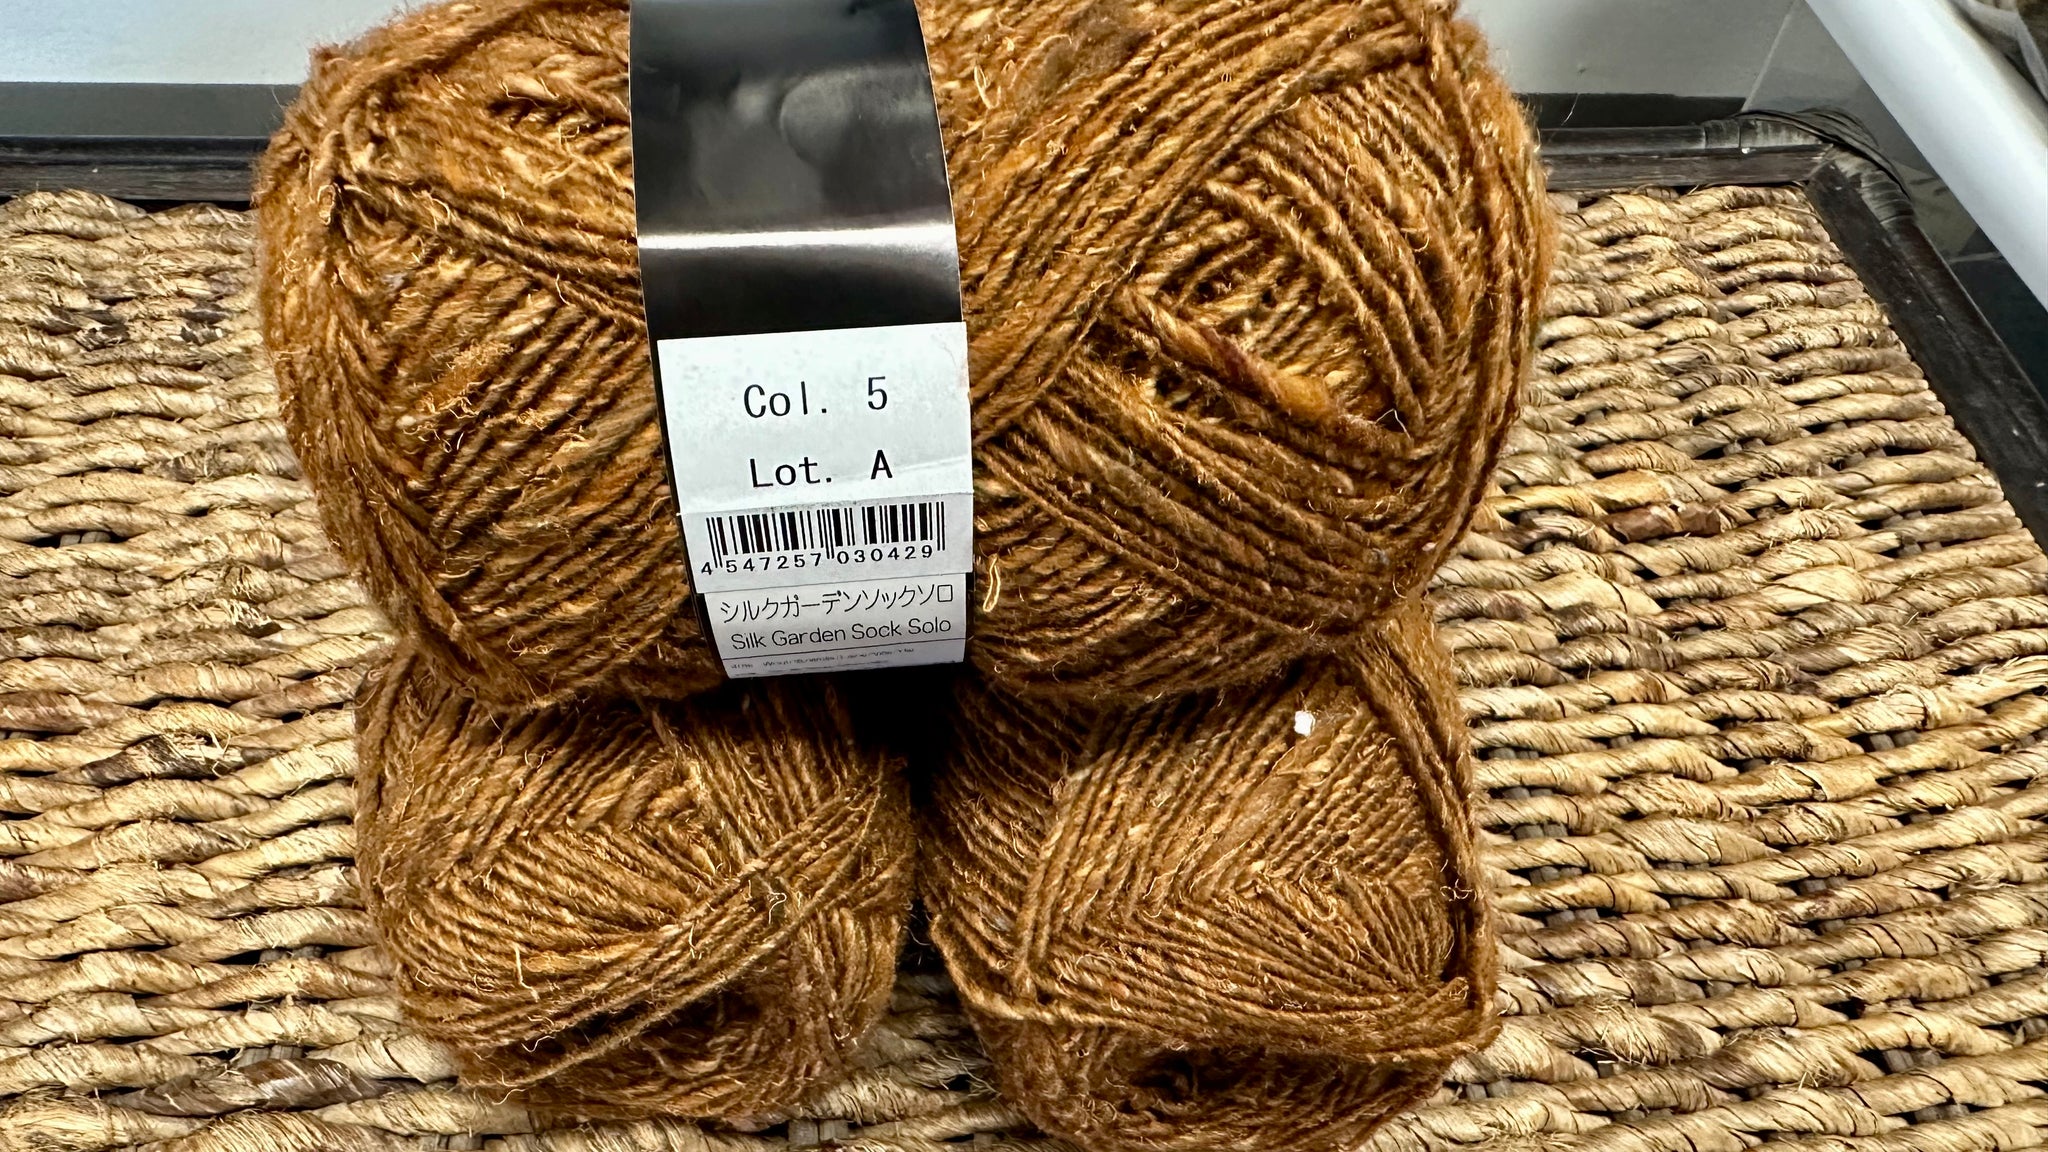 Col. 5
Lot. A
4 547257 030429
シルクガーデンソックソロ
Silk Garden Sock Solo